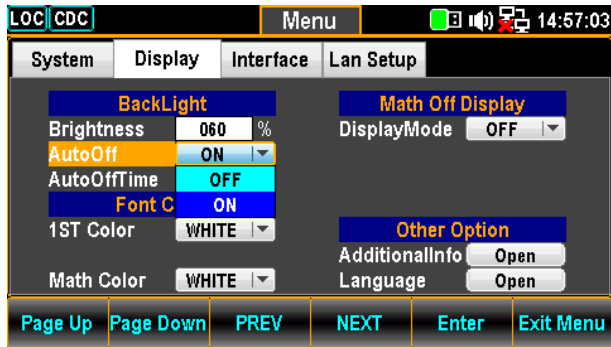 LOC CDC Menu 14:57:03
System Display Interface Lan Setup
BackLight
Brightness 060 %
AutoOff ON
AutoOffTime OFF
ON
Font C
1ST Color WHITE
Math Color WHITE
Math Off Display
DisplayMode OFF
Other Option
AdditionalInfo Open
Language Open
Page Up Page Down PREV NEXT Enter Exit Menu